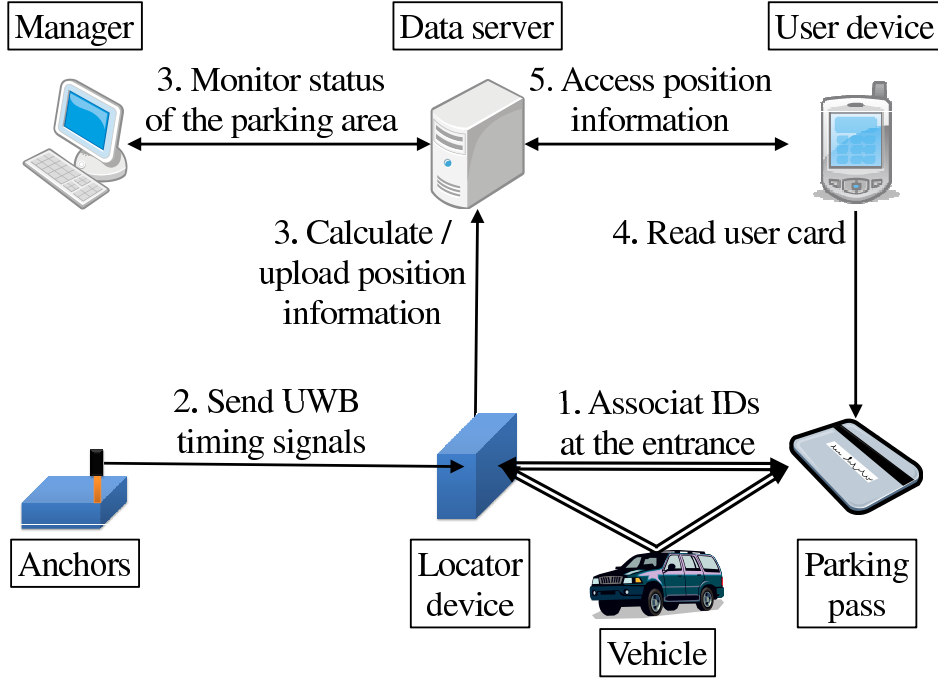 Manager
Data server
User device
3. Monitor status
of the parking area
5. Access position
information
3. Calculate /
upload position
information
4. Read user card
2. Send UWB
timing signals
1. Associat IDs
at the entrance
Anchors
Locator
device
Vehicle
Parking
pass